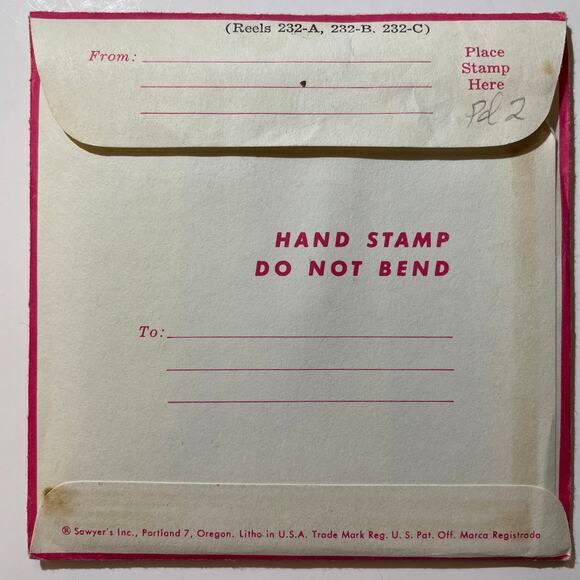 (Reels 232-A, 232-B, 232-C)
From:
Place
Stamp
Here
Pd 2
HAND STAMP
DO NOT BEND
To:
® Sawyer's Inc., Portland 7, Oregon. Litho in U.S.A. Trade Mark Reg. U. S. Pat. Off. Marca Registrada